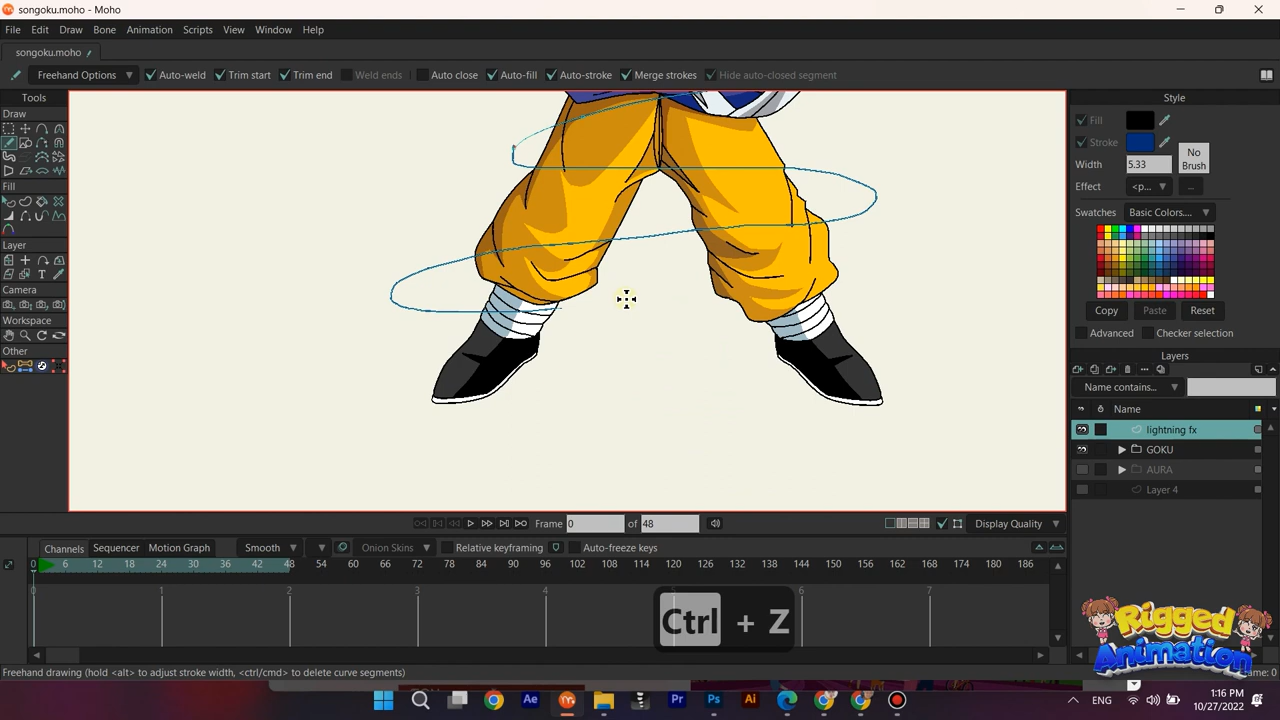 songoku.moho - Moho
File Edit Draw Bone Animation Scripts View Window Help
songoku.moho
Freehand Options Auto-weld Trim start Trim end Weld ends Auto close Auto-fill Auto-stroke Merge strokes Hide auto-closed segment
Tools
Draw
Fill
Layer
Camera
Workspace
Other
Style
Fill
Stroke
Width 5.33
No Brush
Effect <p...
Swatches Basic Colors....
Copy Paste Reset
Advanced Checker selection
Layers
Name contains...
Name
lightning fx
GOKU
AURA
Layer 4
Frame 0 of 48 Display Quality
Channels Sequencer Motion Graph Smooth Onion Skins Relative keyframing Auto-freeze keys
0 6 12 18 24 30 36 42 48 54 60 66 72 78 84 90 96 102 108 114 120 126 132 138 144 150 156 162 168 174 180 186
0 1 2 3 4 6 7
Ctrl + Z
Rigged
Animation
Freehand drawing (hold <alt> to adjust stroke width, <ctrl/cmd> to delete curve segments)
ENG
1:16 PM
10/27/2022